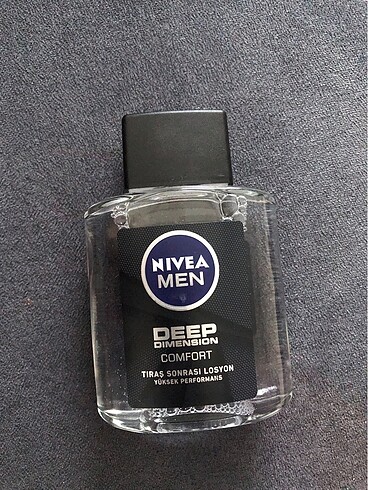 NIVEA
MEN
DEEP
DIMENSION
COMFORT
TIRAŞ SONRASI LOSYON
YÜKSEK PERFORMANS